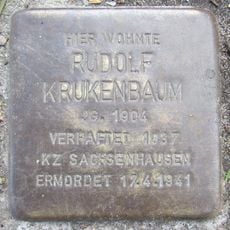 HIER WOHNTE
RUDOLF
KRUKENBAUM
JG. 1904
VERHAFTET 1937
KZ SACHSENHAUSEN
ERMORDET 17.4.1941